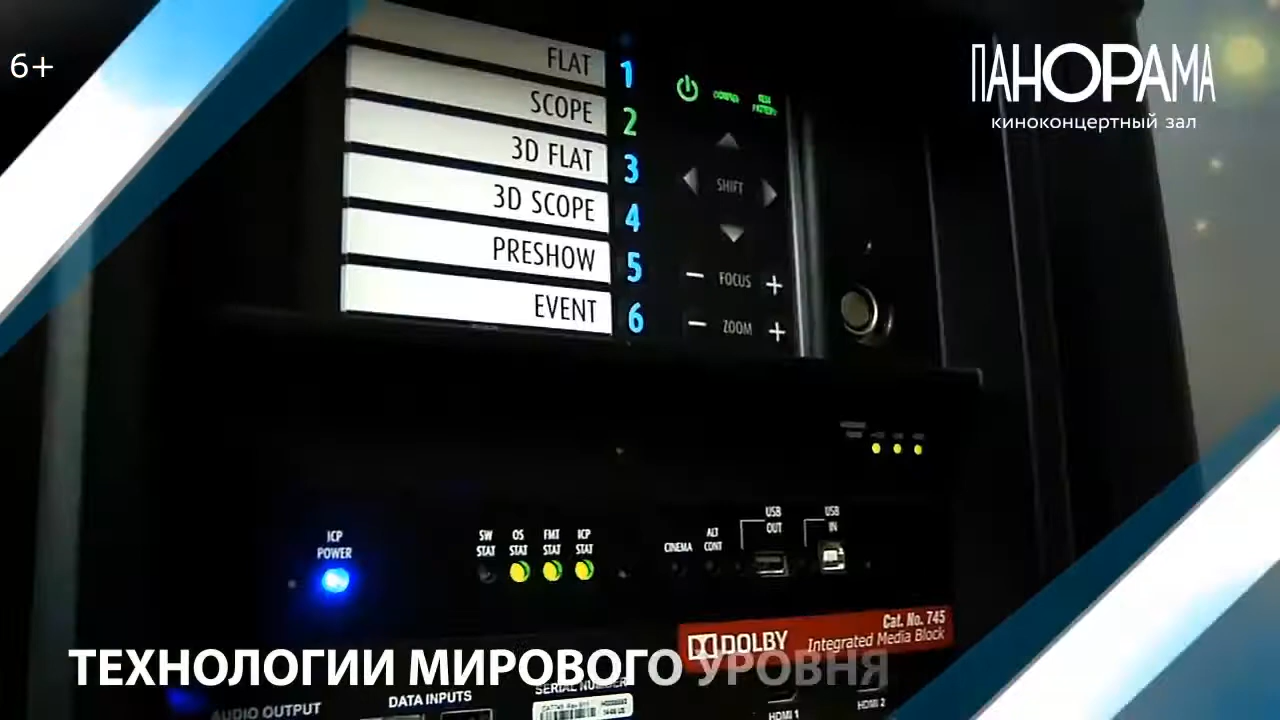 6+
ПАНОРАМА
киноконцертный зал
FLAT 1
SCOPE 2
3D FLAT 3
3D SCOPE 4
PRESHOW 5
EVENT 6
SHIFT
− FOCUS +
− ZOOM +
ICP
POWER
SW
STAT
OS
STAT
FMT
STAT
ICP
STAT
CINEMA
ALT
CONT
USB
OUT
USB
IN
Cat. No. 745
DOLBY Integrated Media Block
ТЕХНОЛОГИИ МИРОВОГО УРОВНЯ
AUDIO OUTPUT
DATA INPUTS
SERIAL NUMBER
HDMI 1
HDMI 2